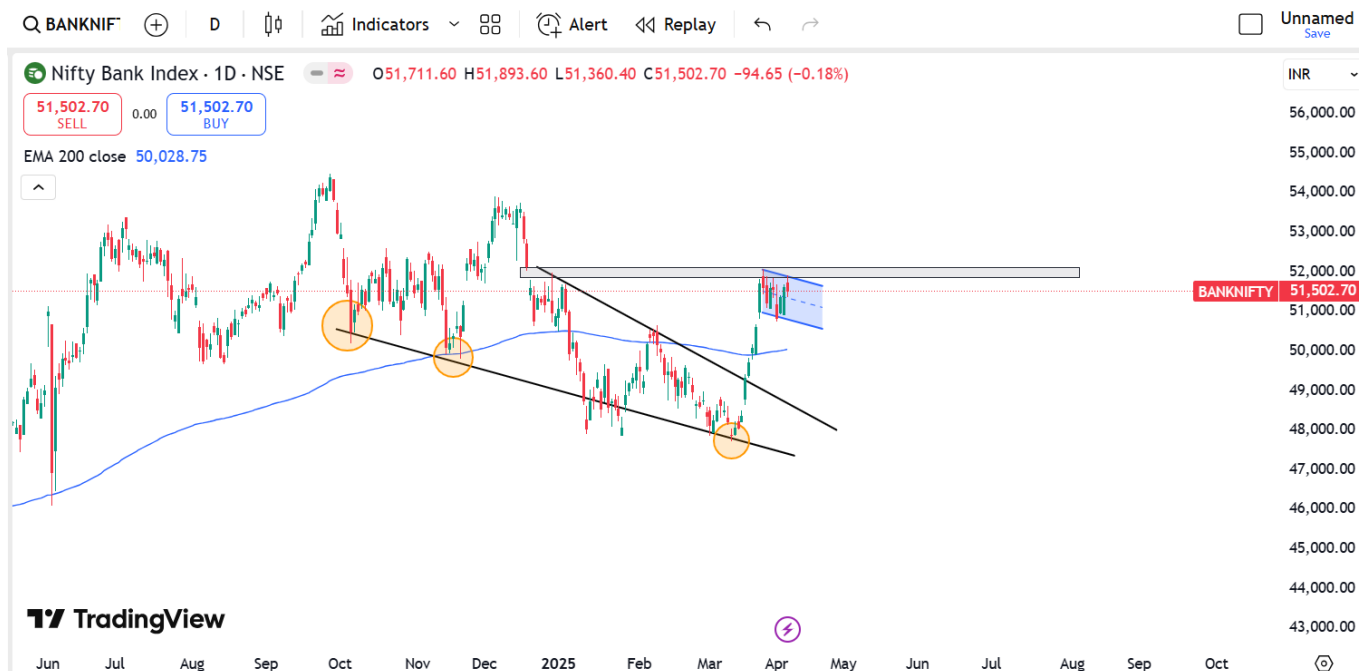 BANKNIF D Indicators Alert Replay Unnamed
Save
Nifty Bank Index · 1D · NSE O51,711.60 H51,893.60 L51,360.40 C51,502.70 −94.65 (−0.18%) INR
51,502.70 SELL 0.00 51,502.70 BUY
EMA 200 close 50,028.75
56,000.00
55,000.00
54,000.00
53,000.00
52,000.00
BANKNIFTY 51,502.70
51,000.00
50,000.00
49,000.00
48,000.00
47,000.00
46,000.00
45,000.00
44,000.00
43,000.00
TradingView
Jun Jul Aug Sep Oct Nov Dec 2025 Feb Mar Apr May Jun Jul Aug Sep Oct